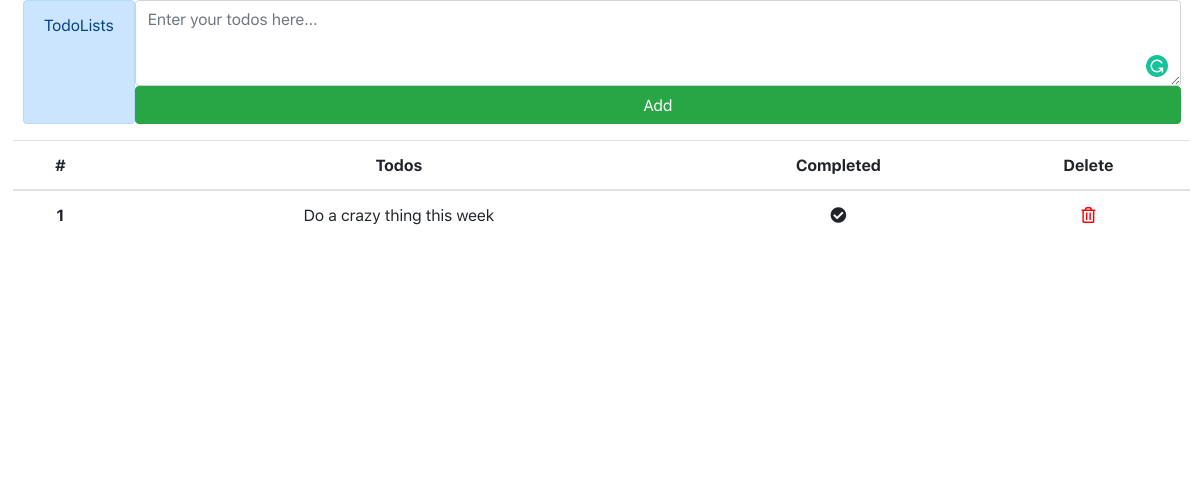 TodoLists
Enter your todos here...
Add
# Todos Completed Delete
1 Do a crazy thing this week